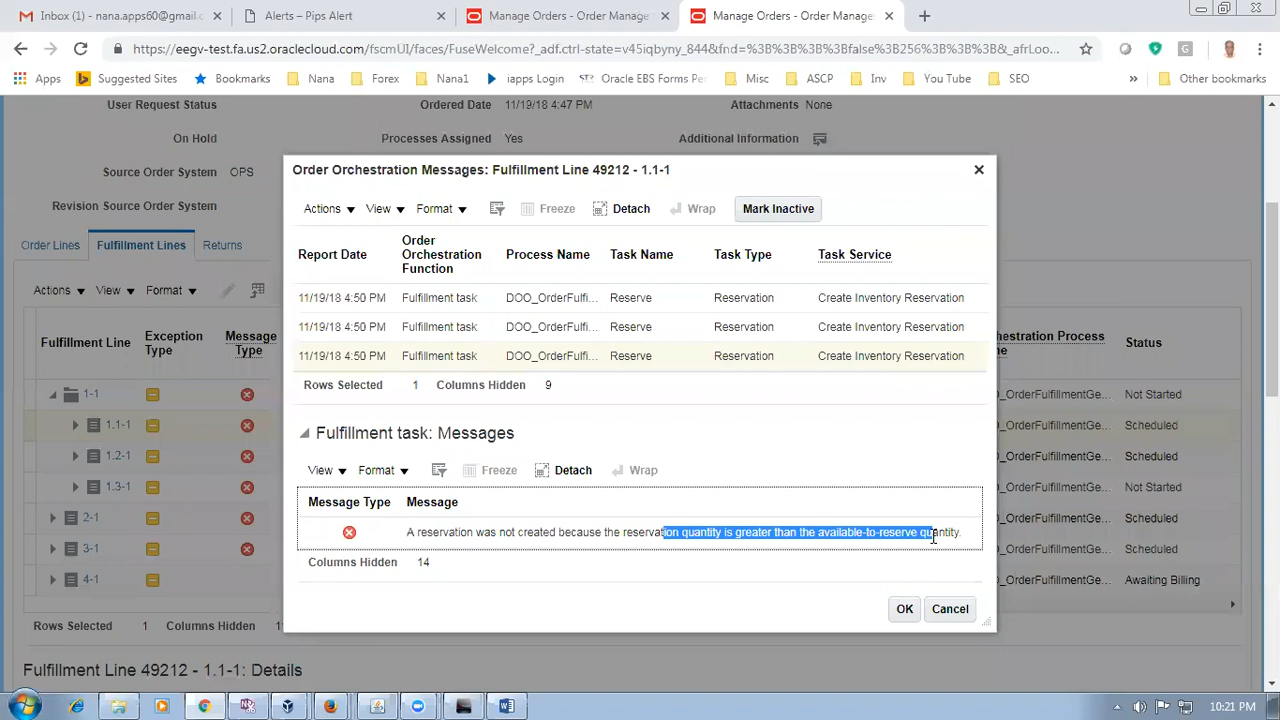 Inbox (315) - nana.apps60@gmail.c
Alerts – Pips Alert
Manage Orders - Order Manage
Manage Orders - Order Manage
https://eegv-test.fa.us2.oraclecloud.com/fscmUI/faces/FuseWelcome?_adf.ctrl-state=v45iqbyny_844&fnd=%3B%3B%3B%3Bfalse%3B256%3B%3B%3B&_afrLoo...
Apps
Suggested Sites
Bookmarks
Nana
Forex
Nana1
iapps Login
Oracle EBS Forms Per
Misc
ASCP
Inv
You Tube
SEO
»
Other bookmarks
User Request Status
Ordered Date 11/19/18 4:47 PM
Attachments None
On Hold
Processes Assigned Yes
Additional Information
Source Order System OPS
Revision Source Order System
Order Lines
Fulfillment Lines
Returns
Actions View Format
Fulfillment Line
Exception Type
Message Type
1-1
1.1-1
1.2-1
1.3-1
2-1
3-1
4-1
Rows Selected 1 Columns Hidden
Fulfillment Line 49212 - 1.1-1: Details
Order Orchestration Messages: Fulfillment Line 49212 - 1.1-1
Actions View Format Freeze Detach Wrap Mark Inactive
Report Date
Order Orchestration Function
Process Name
Task Name
Task Type
Task Service
11/19/18 4:50 PM Fulfillment task DOO_OrderFulfi... Reserve Reservation Create Inventory Reservation
11/19/18 4:50 PM Fulfillment task DOO_OrderFulfi... Reserve Reservation Create Inventory Reservation
11/19/18 4:50 PM Fulfillment task DOO_OrderFulfi... Reserve Reservation Create Inventory Reservation
Rows Selected 1 Columns Hidden 9
Fulfillment task: Messages
View Format Freeze Detach Wrap
Message Type Message
A reservation was not created because the reservation quantity is greater than the available-to-reserve quantity.
Columns Hidden 14
OK Cancel
chestration Process
Status
O_OrderFulfillmentGe... Not Started
O_OrderFulfillmentGe... Scheduled
O_OrderFulfillmentGe... Scheduled
O_OrderFulfillmentGe... Not Started
O_OrderFulfillmentGe... Scheduled
O_OrderFulfillmentGe... Scheduled
O_OrderFulfillmentGe... Awaiting Billing
10:21 PM